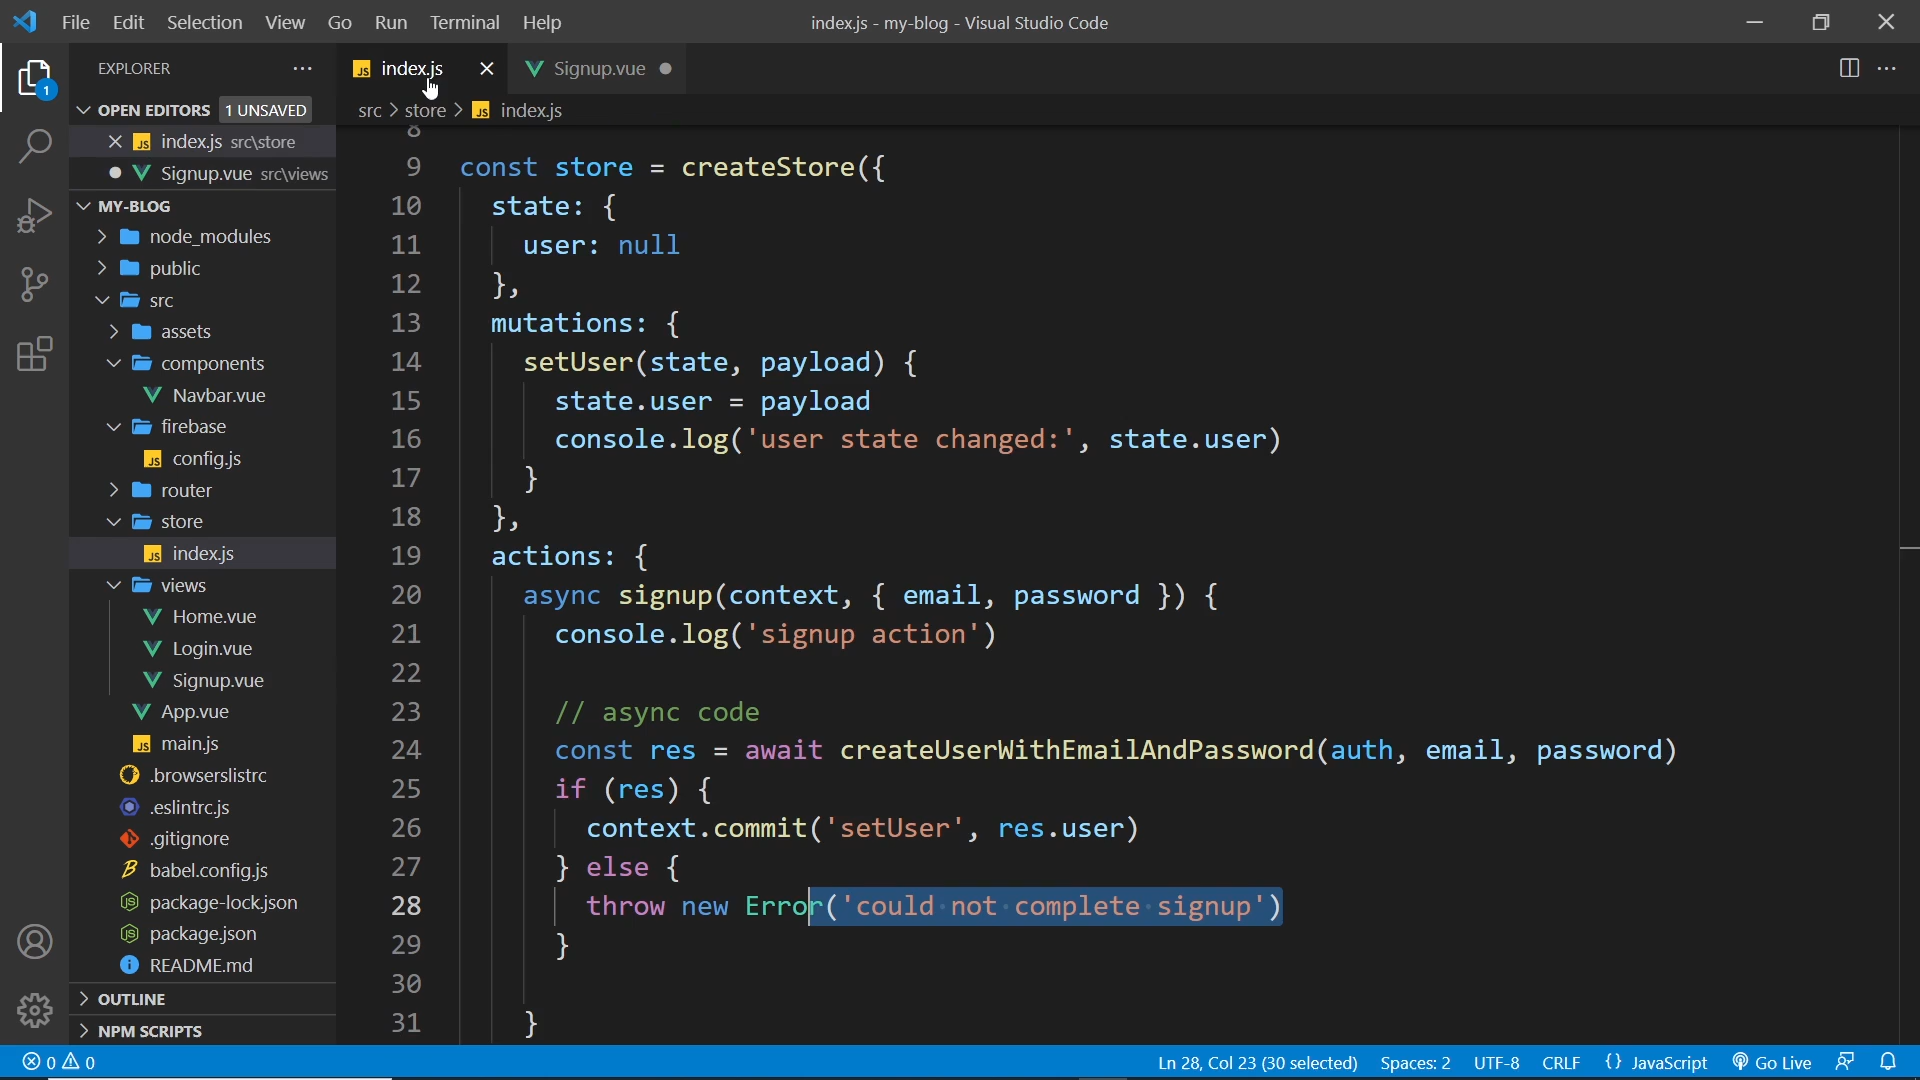 File Edit Selection View Go Run Terminal Help
index.js - my-blog - Visual Studio Code
EXPLORER
index.js
Signup.vue
OPEN EDITORS 1 UNSAVED
src > store > JS index.js
JS index.js src\store
Signup.vue src\views
MY-BLOG
node_modules
public
src
assets
components
Navbar.vue
firebase
JS config.js
router
store
JS index.js
views
Home.vue
Login.vue
Signup.vue
App.vue
JS main.js
.browserslistrc
.eslintrc.js
.gitignore
babel.config.js
package-lock.json
package.json
README.md
OUTLINE
NPM SCRIPTS
8
9 const store = createStore({
10 state: {
11 user: null
12 },
13 mutations: {
14 setUser(state, payload) {
15 state.user = payload
16 console.log('user state changed:', state.user)
17 }
18 },
19 actions: {
20 async signup(context, { email, password }) {
21 console.log('signup action')
22
23 // async code
24 const res = await createUserWithEmailAndPassword(auth, email, password)
25 if (res) {
26 context.commit('setUser', res.user)
27 } else {
28 throw new Error('could not complete signup')
29 }
30
31 }
0 0
Ln 28, Col 23 (30 selected) Spaces: 2 UTF-8 CRLF {} JavaScript Go Live